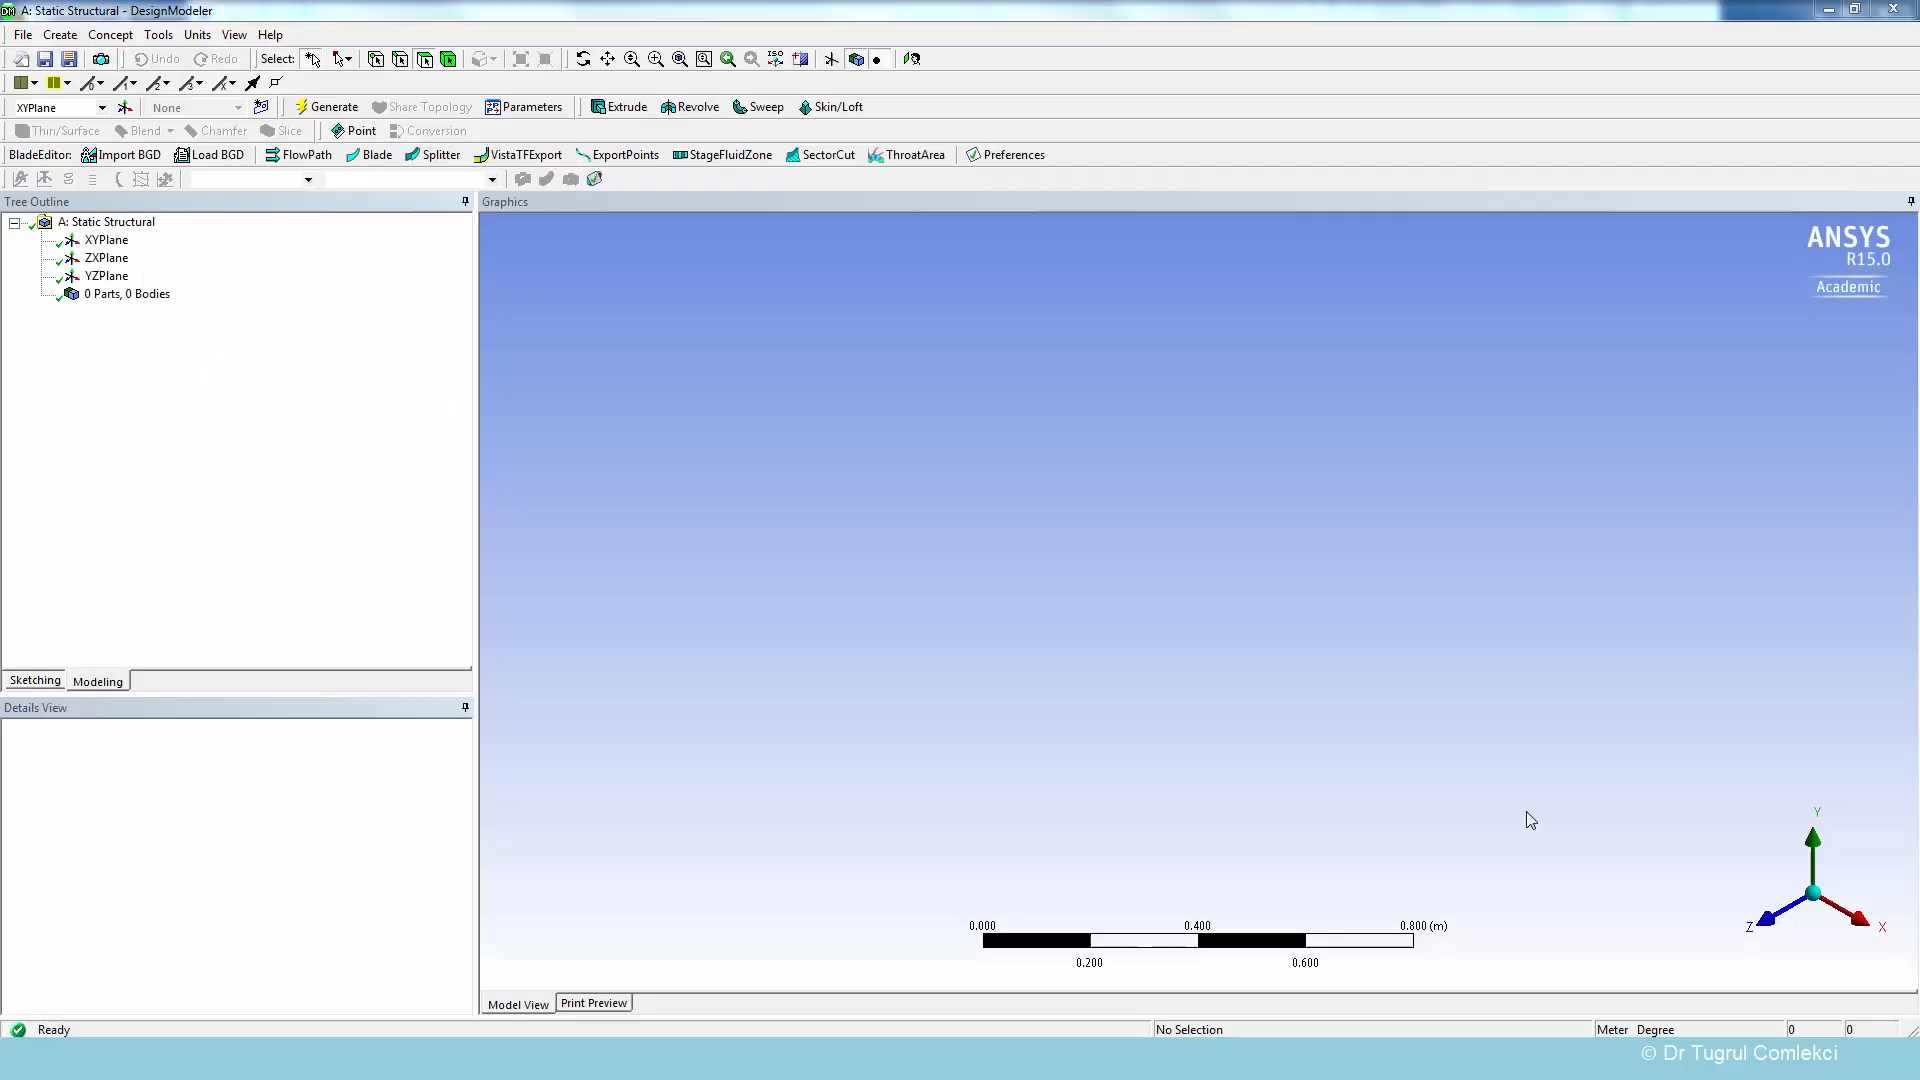 A: Static Structural - DesignModeler
File Create Concept Tools Units View Help
Undo Redo Select: ISO
XYPlane None Generate Share Topology Parameters Extrude Revolve Sweep Skin/Loft
Thin/Surface Blend Chamfer Slice Point Conversion
BladeEditor: Import BGD Load BGD FlowPath Blade Splitter VistaTFExport ExportPoints StageFluidZone SectorCut ThroatArea Preferences
Tree Outline
A: Static Structural
XYPlane
ZXPlane
YZPlane
0 Parts, 0 Bodies
Sketching Modeling
Details View
Graphics
ANSYS
R15.0
Academic
Y
Z
X
0.000 0.400 0.800 (m)
0.200 0.600
Model View Print Preview
Ready No Selection Meter Degree 0 0
© Dr Tugrul Comlekci